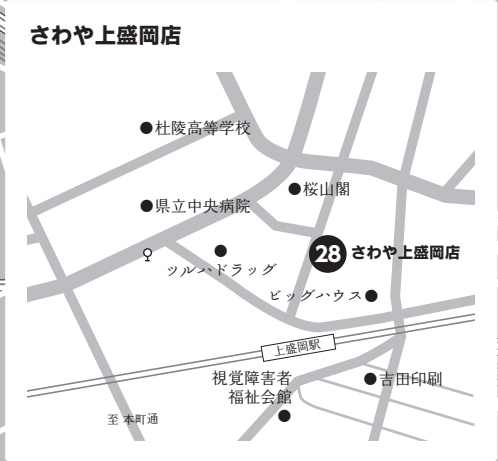 さわや上盛岡店
杜陵高等学校
桜山閣
県立中央病院
28 さわや上盛岡店
ツルハドラッグ
ビッグハウス
上盛岡駅
視覚障害者
福祉会館
吉田印刷
至 本町通